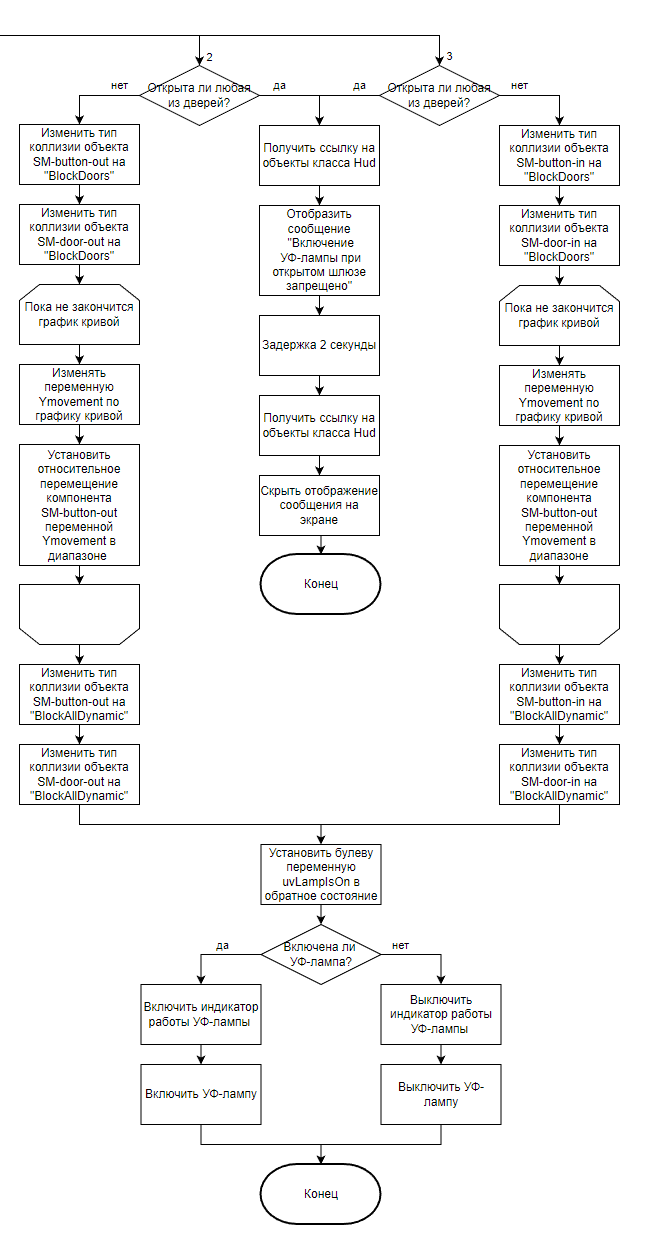 2
3
Открыта ли любая
из дверей?
нет
да
Открыта ли любая
из дверей?
да
нет
Изменить тип
коллизии объекта
SM-button-out на
"BlockDoors"
Изменить тип
коллизии объекта
SM-door-out на
"BlockDoors"
Пока не закончится
график кривой
Изменять
переменную
Ymovement по
графику кривой
Установить
относительное
перемещение
компонента
SM-button-out
переменной
Ymovement в
диапазоне
Изменить тип
коллизии объекта
SM-button-out на
"BlockAllDynamic"
Изменить тип
коллизии объекта
SM-door-out на
"BlockAllDynamic"
Получить ссылку на
объекты класса Hud
Отобразить
сообщение
"Включение
УФ-лампы при
открытом шлюзе
запрещено"
Задержка 2 секунды
Получить ссылку на
объекты класса Hud
Скрыть отображение
сообщения на
экране
Конец
Изменить тип
коллизии объекта
SM-button-in на
"BlockDoors"
Изменить тип
коллизии объекта
SM-door-in на
"BlockDoors"
Пока не закончится
график кривой
Изменять
переменную
Ymovement по
графику кривой
Установить
относительное
перемещение
компонента
SM-button-out
переменной
Ymovement в
диапазоне
Изменить тип
коллизии объекта
SM-button-in на
"BlockAllDynamic"
Изменить тип
коллизии объекта
SM-door-in на
"BlockAllDynamic"
Установить булеву
переменную
uvLampIsOn в
обратное состояние
Включена ли
УФ-лампа?
да
нет
Включить индикатор
работы УФ-лампы
Включить УФ-лампу
Выключить
индикатор работы
УФ-лампы
Выключить УФ-
лампу
Конец